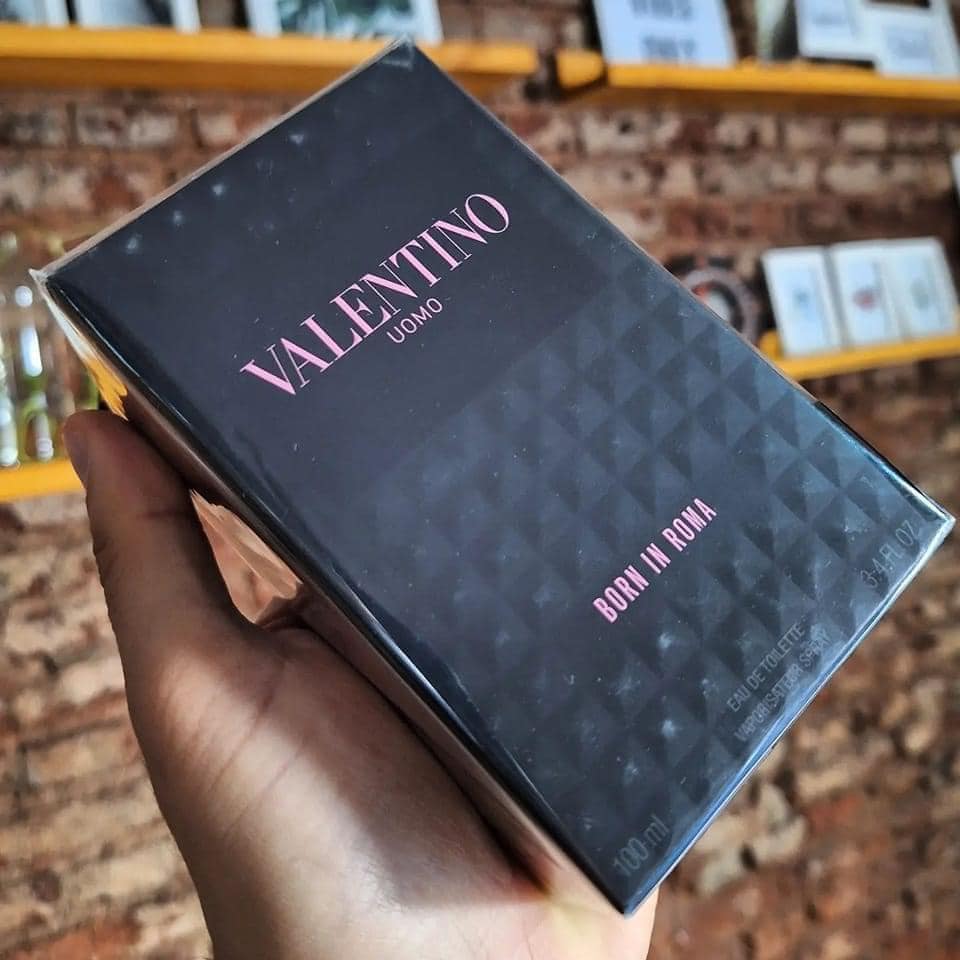 VALENTINO
UOMO
BORN IN ROMA
EAU DE TOILETTE
VAPORISATEUR SPRAY
100 ml
3.4 FL OZ